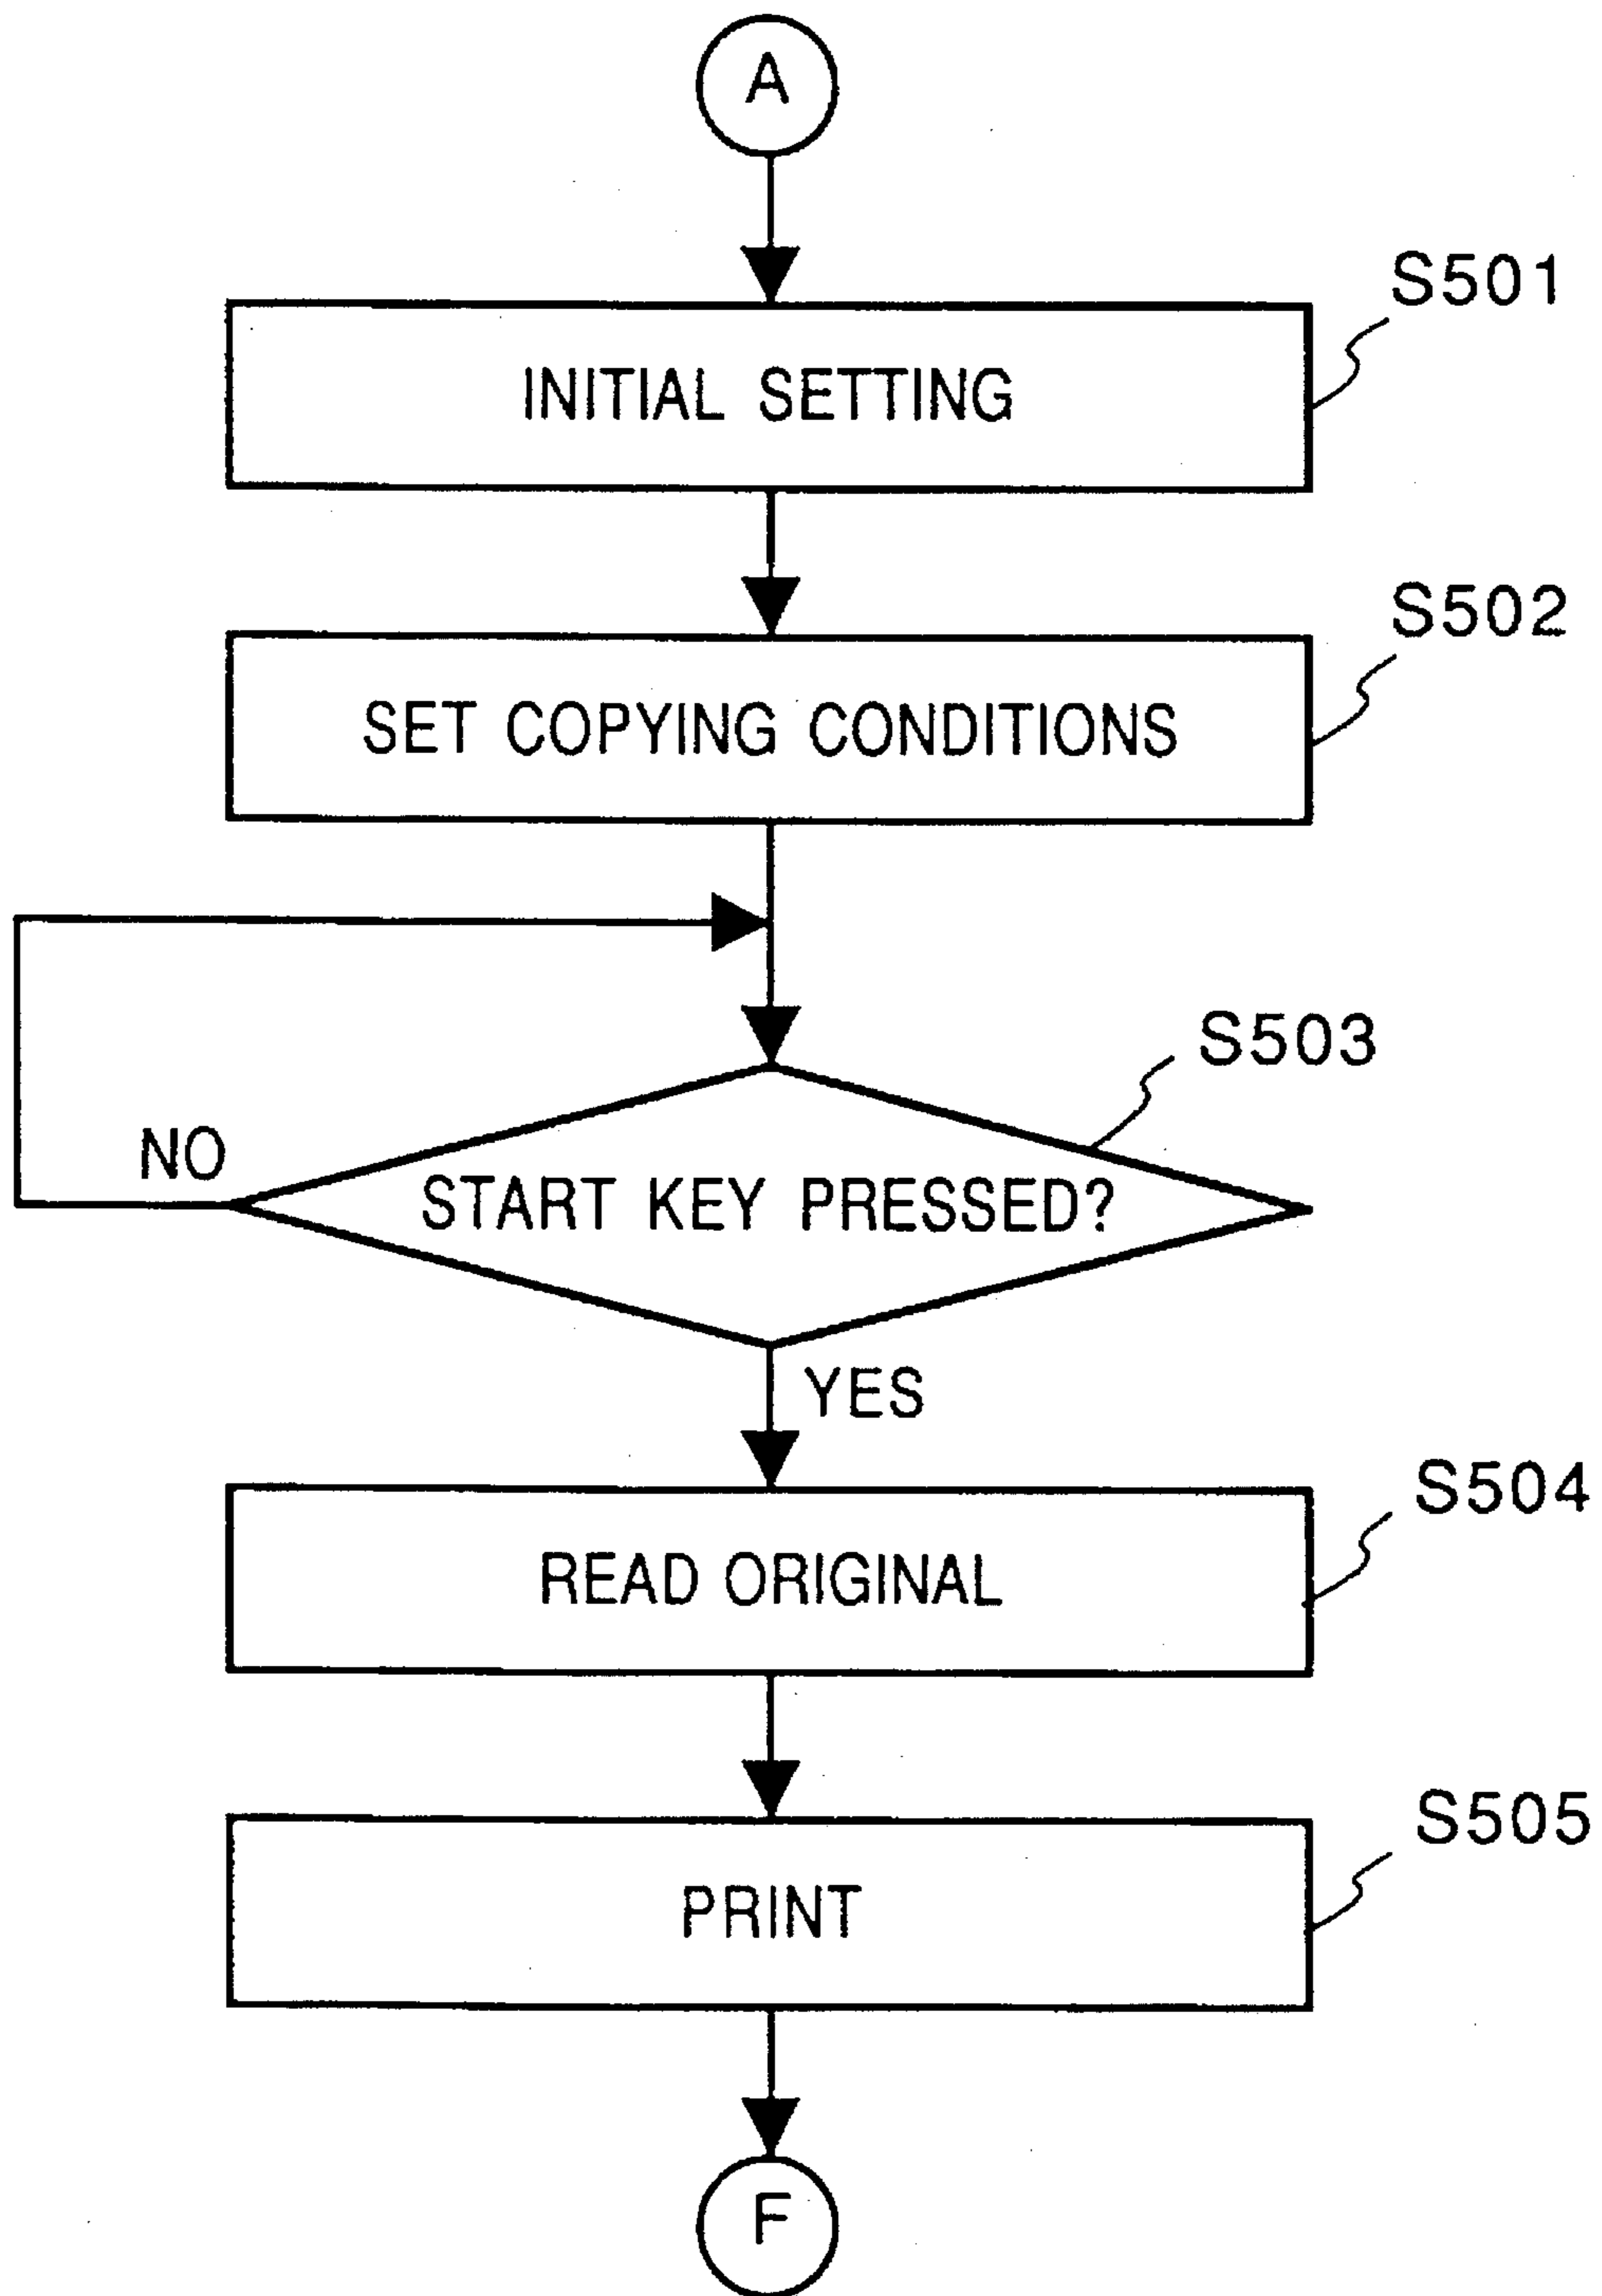 A
S501
INITIAL SETTING
S502
SET COPYING CONDITIONS
S503
NO
START KEY PRESSED?
YES
S504
READ ORIGINAL
S505
PRINT
F